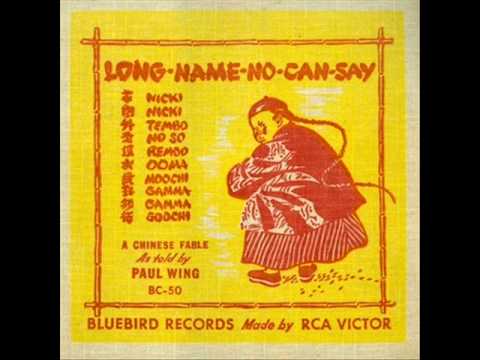 LONG-NAME-NO-CAN-SAY
NICKI
NICKI
TEMBO
NO SO
REMBO
OOMA
MOOCHI
GAMMA
GAMMA
GOOCHI
A CHINESE FABLE
As told by
PAUL WING
BC-50
BLUEBIRD RECORDS Made by RCA VICTOR